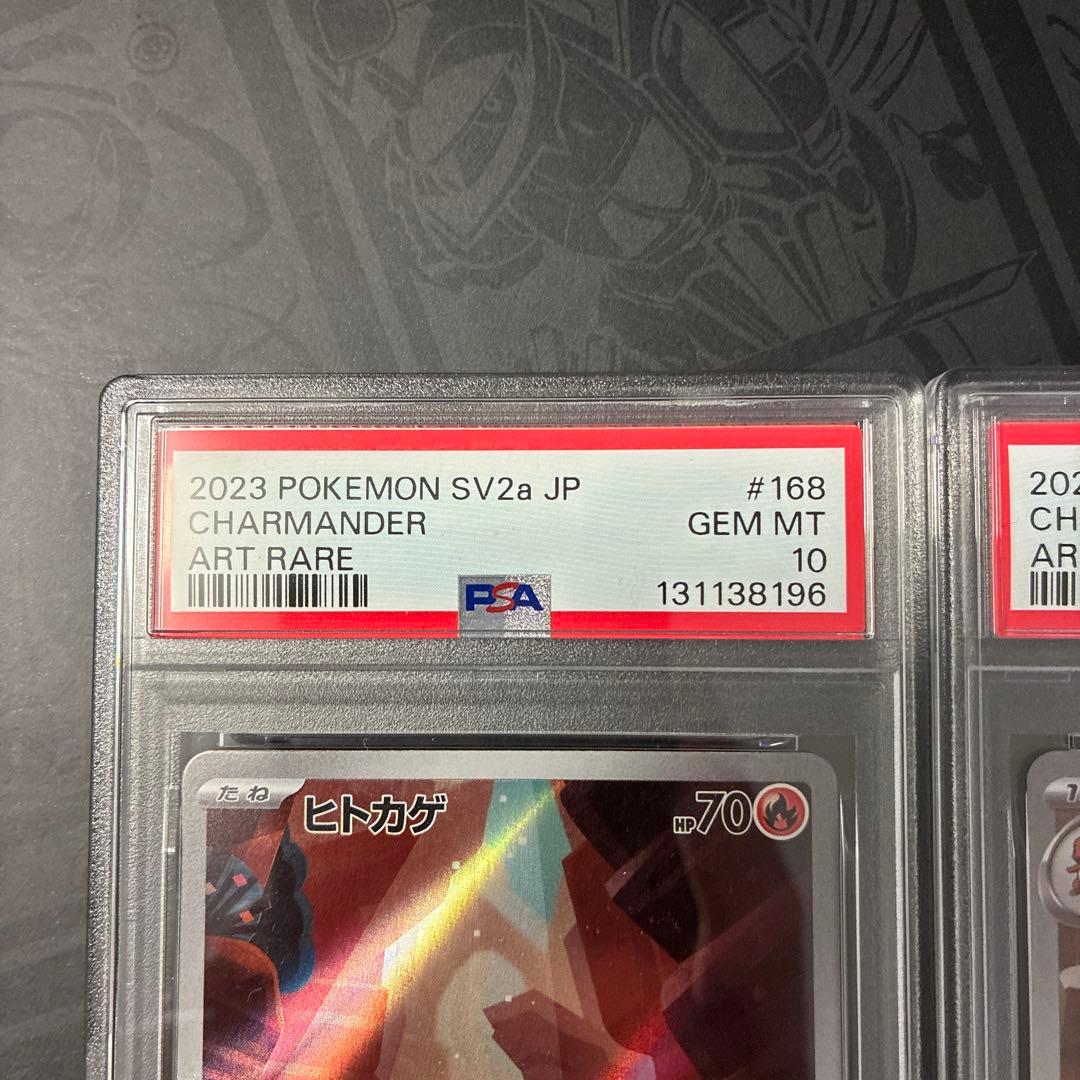 2023 POKEMON SV2a JP #168
CHARMANDER GEM MT
ART RARE 10
PSA 131138196
たね ヒトカゲ HP70